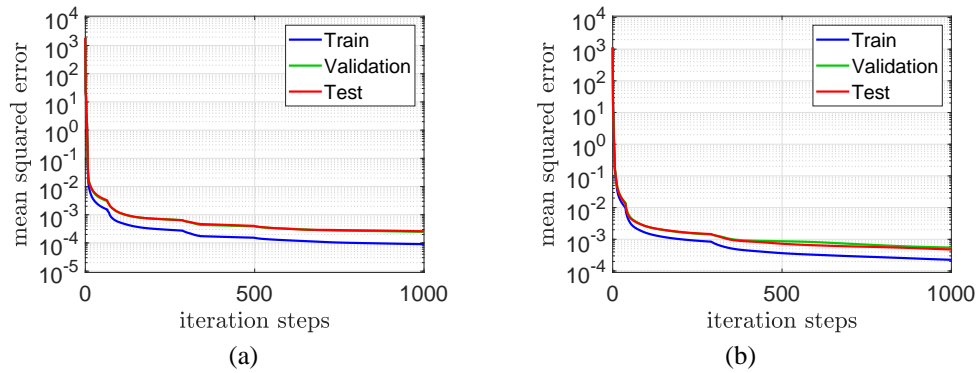 10^4
10^3
10^2
10^1
10^0
10^-1
10^-2
10^-3
10^-4
10^-5
mean squared error
0
500
1000
iteration steps
Train
Validation
Test
(a)
10^4
10^3
10^2
10^1
10^0
10^-1
10^-2
10^-3
10^-4
mean squared error
0
500
1000
iteration steps
Train
Validation
Test
(b)